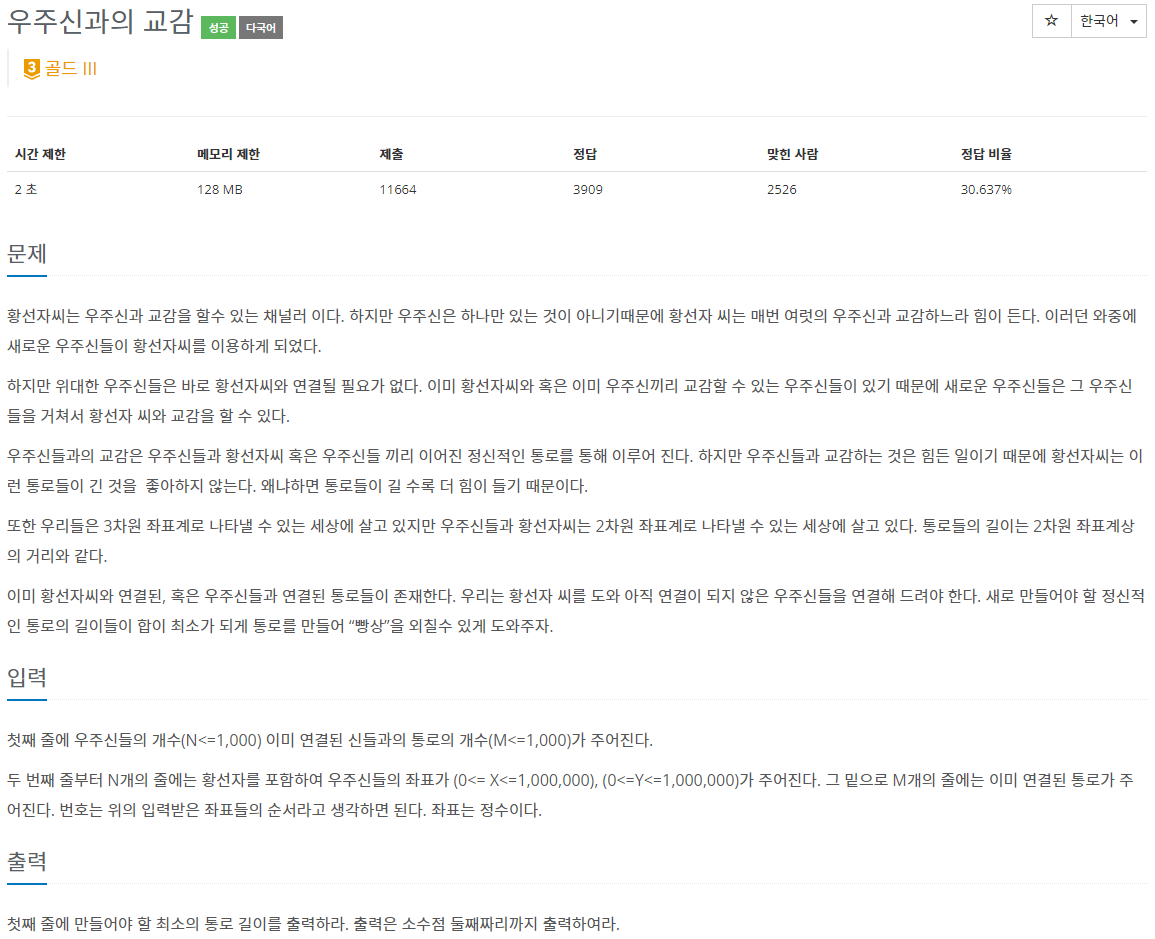 우주신과의 교감 성공 다국어
☆ 한국어
3 골드 III
시간 제한 메모리 제한 제출 정답 맞힌 사람 정답 비율
2 초 128 MB 11664 3909 2526 30.637%
문제
황선자씨는 우주신과 교감을 할수 있는 채널러 이다. 하지만 우주신은 하나만 있는 것이 아니기때문에 황선자 씨는 매번 여럿의 우주신과 교감하느라 힘이 든다. 이러던 와중에
새로운 우주신들이 황선자씨를 이용하게 되었다.
하지만 위대한 우주신들은 바로 황선자씨와 연결될 필요가 없다. 이미 황선자씨와 혹은 이미 우주신끼리 교감할 수 있는 우주신들이 있기 때문에 새로운 우주신들은 그 우주신
들을 거쳐서 황선자 씨와 교감을 할 수 있다.
우주신들과의 교감은 우주신들과 황선자씨 혹은 우주신들 끼리 이어진 정신적인 통로를 통해 이루어 진다. 하지만 우주신들과 교감하는 것은 힘든 일이기 때문에 황선자씨는 이
런 통로들이 긴 것을 좋아하지 않는다. 왜냐하면 통로들이 길 수록 더 힘이 들기 때문이다.
또한 우리들은 3차원 좌표계로 나타낼 수 있는 세상에 살고 있지만 우주신들과 황선자씨는 2차원 좌표계로 나타낼 수 있는 세상에 살고 있다. 통로들의 길이는 2차원 좌표계상
의 거리와 같다.
이미 황선자씨와 연결된, 혹은 우주신들과 연결된 통로들이 존재한다. 우리는 황선자 씨를 도와 아직 연결이 되지 않은 우주신들을 연결해 드려야 한다. 새로 만들어야 할 정신적
인 통로의 길이들이 합이 최소가 되게 통로를 만들어 “빵상”을 외칠수 있게 도와주자.
입력
첫째 줄에 우주신들의 개수(N<=1,000) 이미 연결된 신들과의 통로의 개수(M<=1,000)가 주어진다.
두 번째 줄부터 N개의 줄에는 황선자를 포함하여 우주신들의 좌표가 (0<= X<=1,000,000), (0<=Y<=1,000,000)가 주어진다. 그 밑으로 M개의 줄에는 이미 연결된 통로가 주
어진다. 번호는 위의 입력받은 좌표들의 순서라고 생각하면 된다. 좌표는 정수이다.
출력
첫째 줄에 만들어야 할 최소의 통로 길이를 출력하라. 출력은 소수점 둘째짜리까지 출력하여라.